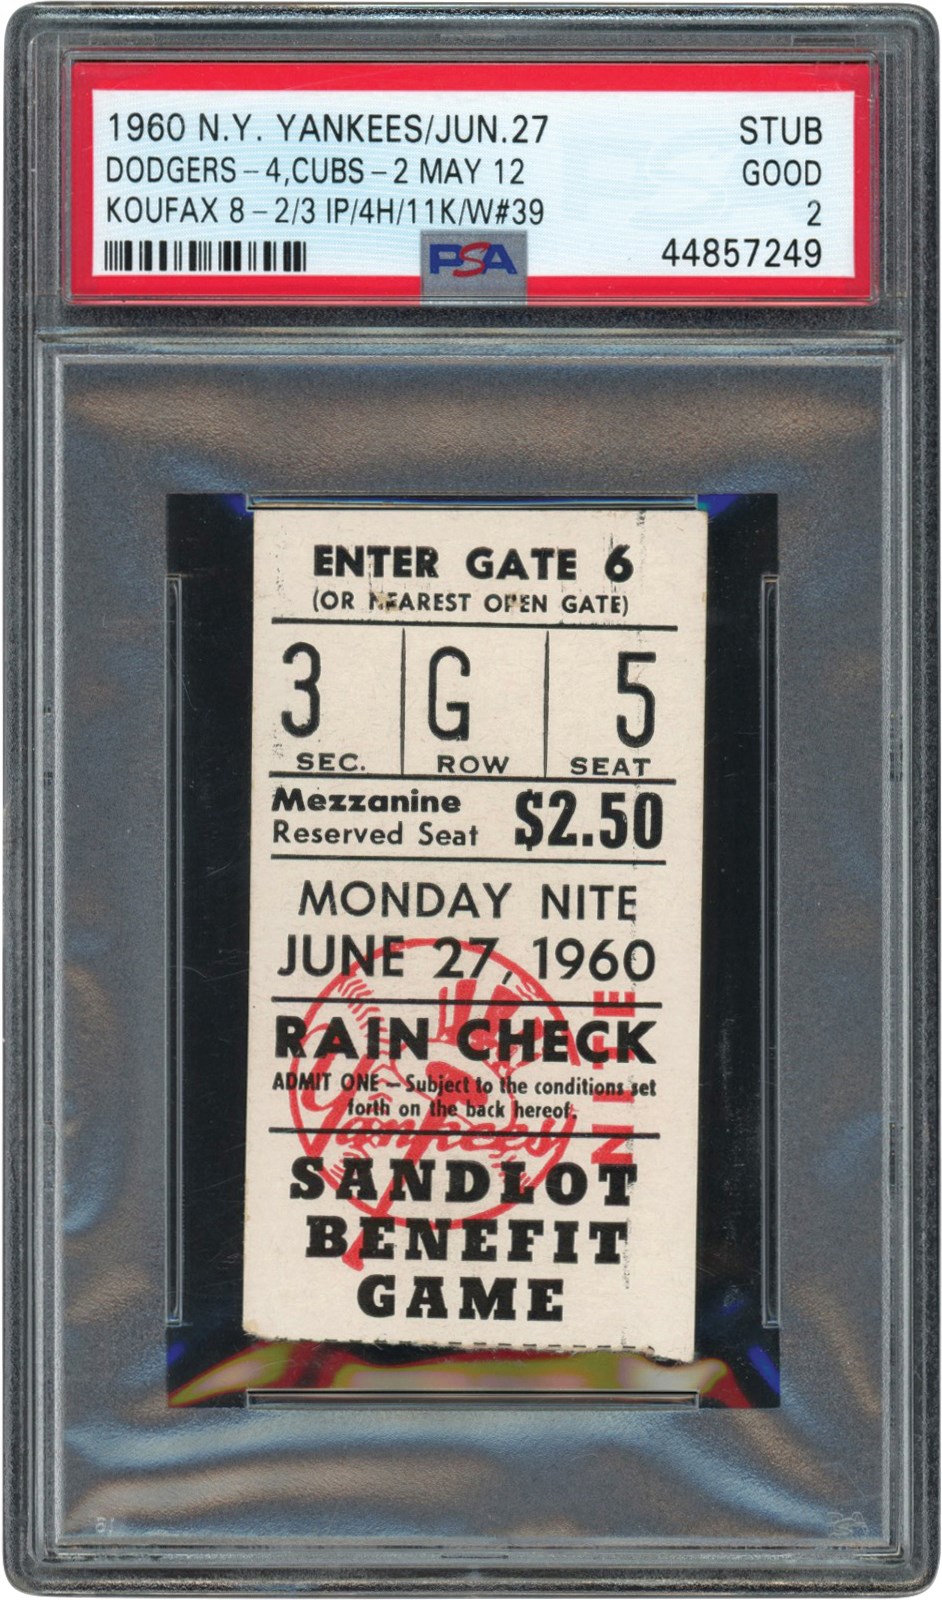 1960 N.Y. YANKEES/JUN.27 STUB
DODGERS-4,CUBS-2 MAY 12 GOOD
KOUFAX 8-2/3 IP/4H/11K/W#39 2
PSA 44857249
ENTER GATE 6
(OR NEAREST OPEN GATE)
3 G 5
SEC. ROW SEAT
Mezzanine
Reserved Seat $2.50
MONDAY NITE
JUNE 27, 1960
RAIN CHECK
ADMIT ONE – Subject to the conditions set
forth on the back hereof.
Yankees
NITE
SANDLOT
BENEFIT
GAME